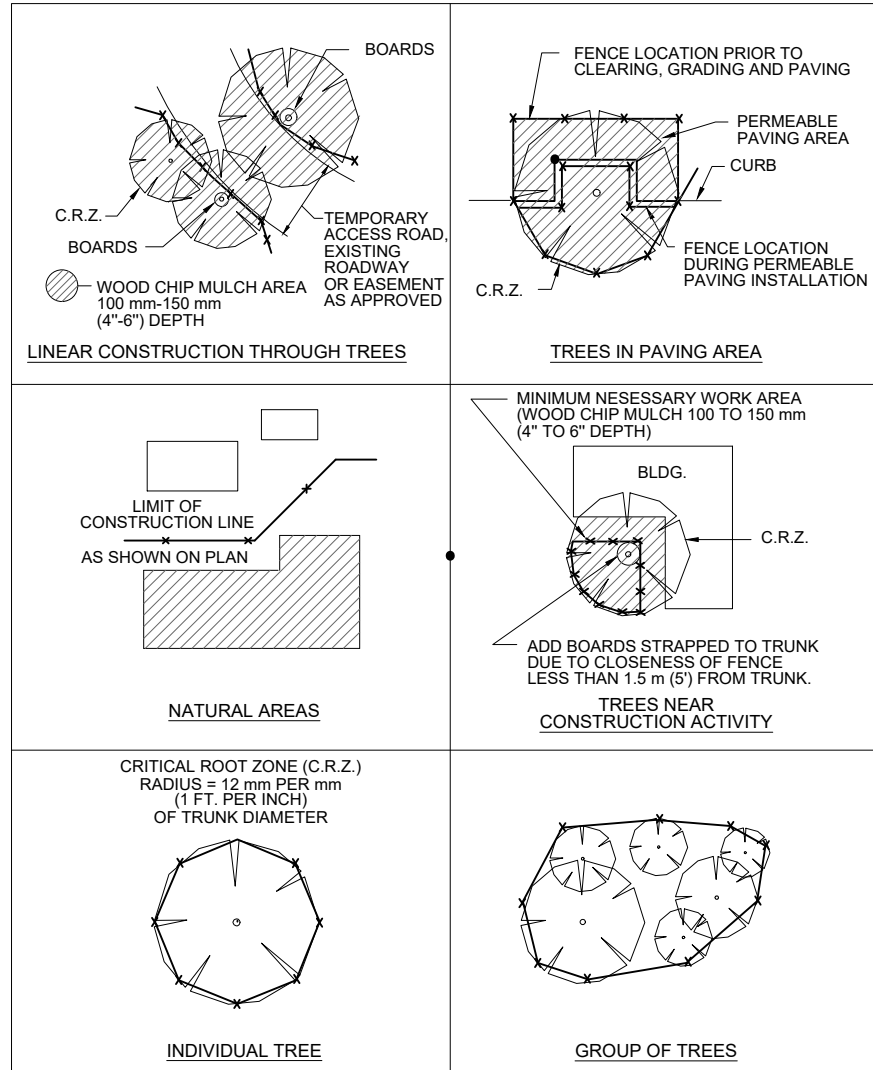 BOARDS
C.R.Z.
BOARDS
TEMPORARY
ACCESS ROAD,
EXISTING
ROADWAY
OR EASEMENT
AS APPROVED
WOOD CHIP MULCH AREA
100 mm-150 mm
(4"-6") DEPTH
LINEAR CONSTRUCTION THROUGH TREES
FENCE LOCATION PRIOR TO
CLEARING, GRADING AND PAVING
PERMEABLE
PAVING AREA
CURB
FENCE LOCATION
DURING PERMEABLE
PAVING INSTALLATION
C.R.Z.
TREES IN PAVING AREA
LIMIT OF
CONSTRUCTION LINE
AS SHOWN ON PLAN
NATURAL AREAS
MINIMUM NESESSARY WORK AREA
(WOOD CHIP MULCH 100 TO 150 mm
(4" TO 6" DEPTH)
BLDG.
C.R.Z.
ADD BOARDS STRAPPED TO TRUNK
DUE TO CLOSENESS OF FENCE
LESS THAN 1.5 m (5') FROM TRUNK.
TREES NEAR
CONSTRUCTION ACTIVITY
CRITICAL ROOT ZONE (C.R.Z.)
RADIUS = 12 mm PER mm
(1 FT. PER INCH)
OF TRUNK DIAMETER
INDIVIDUAL TREE
GROUP OF TREES